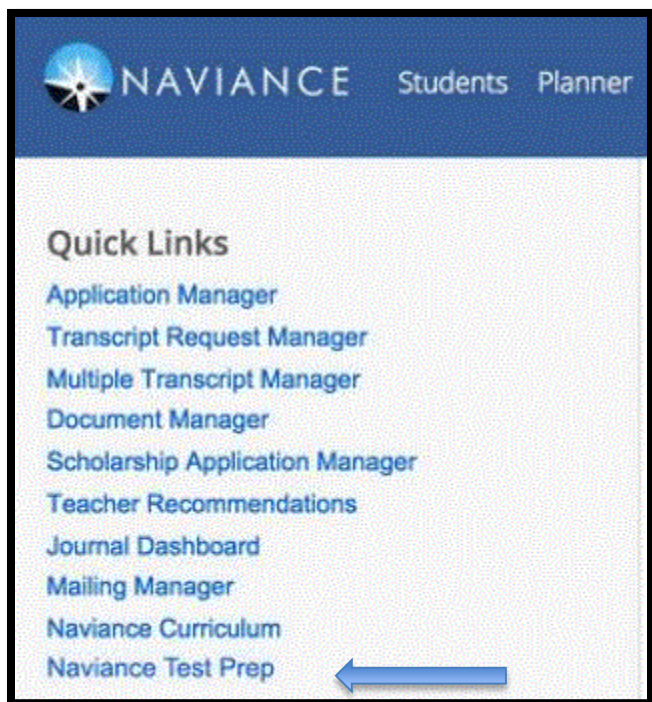 NAVIANCE Students Planner
Quick Links
Application Manager
Transcript Request Manager
Multiple Transcript Manager
Document Manager
Scholarship Application Manager
Teacher Recommendations
Journal Dashboard
Mailing Manager
Naviance Curriculum
Naviance Test Prep